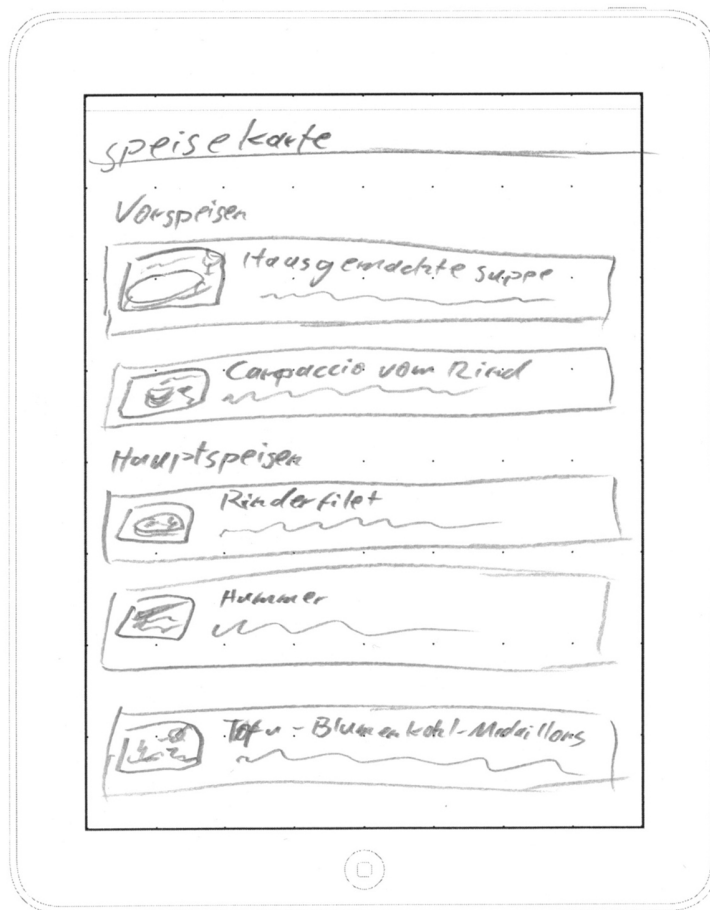 speisekarte
Vorspeisen
Hausgemachte suppe
Carpaccio vom Rind
Hauptspeisen
Rinderfilet
Hummer
Tofu-Blumenkohl-Medaillons